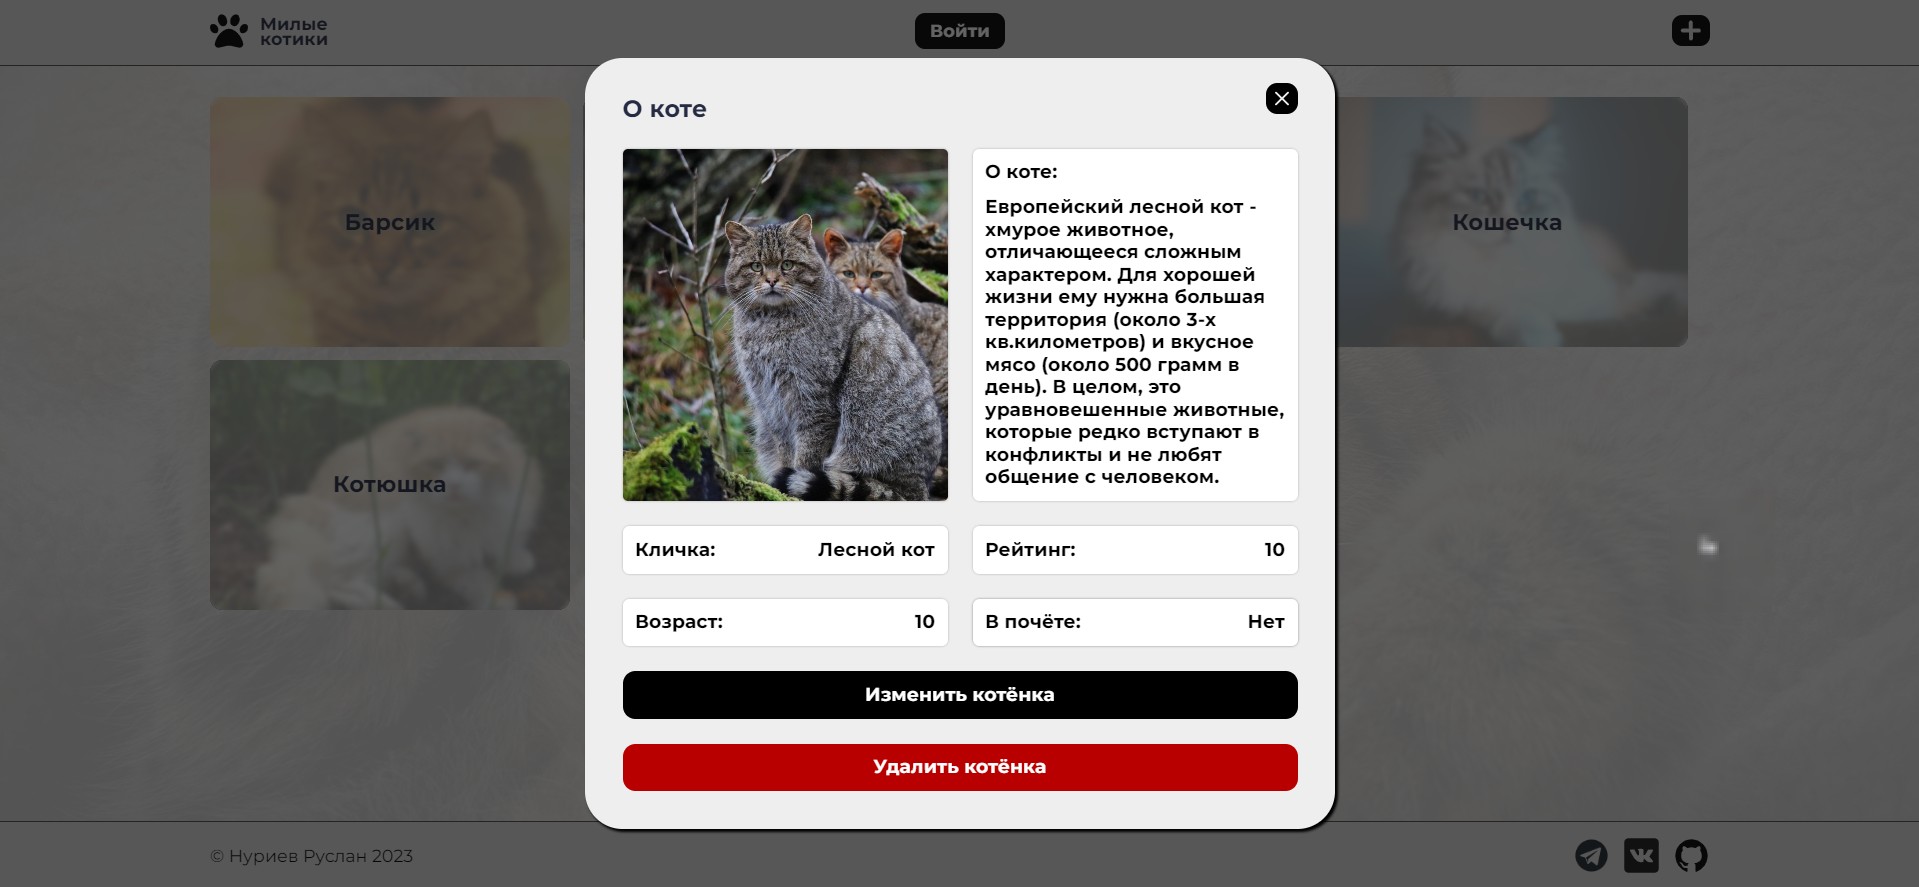 Милые
котики
Войти
О коте
Барсик
Кошечка
Котюшка
О коте:
Европейский лесной кот -
хмурое животное,
отличающееся сложным
характером. Для хорошей
жизни ему нужна большая
территория (около 3-х
кв.километров) и вкусное
мясо (около 500 грамм в
день). В целом, это
уравновешенные животные,
которые редко вступают в
конфликты и не любят
общение с человеком.
Кличка: Лесной кот
Рейтинг: 10
Возраст: 10
В почёте: Нет
Изменить котёнка
Удалить котёнка
© Нуриев Руслан 2023